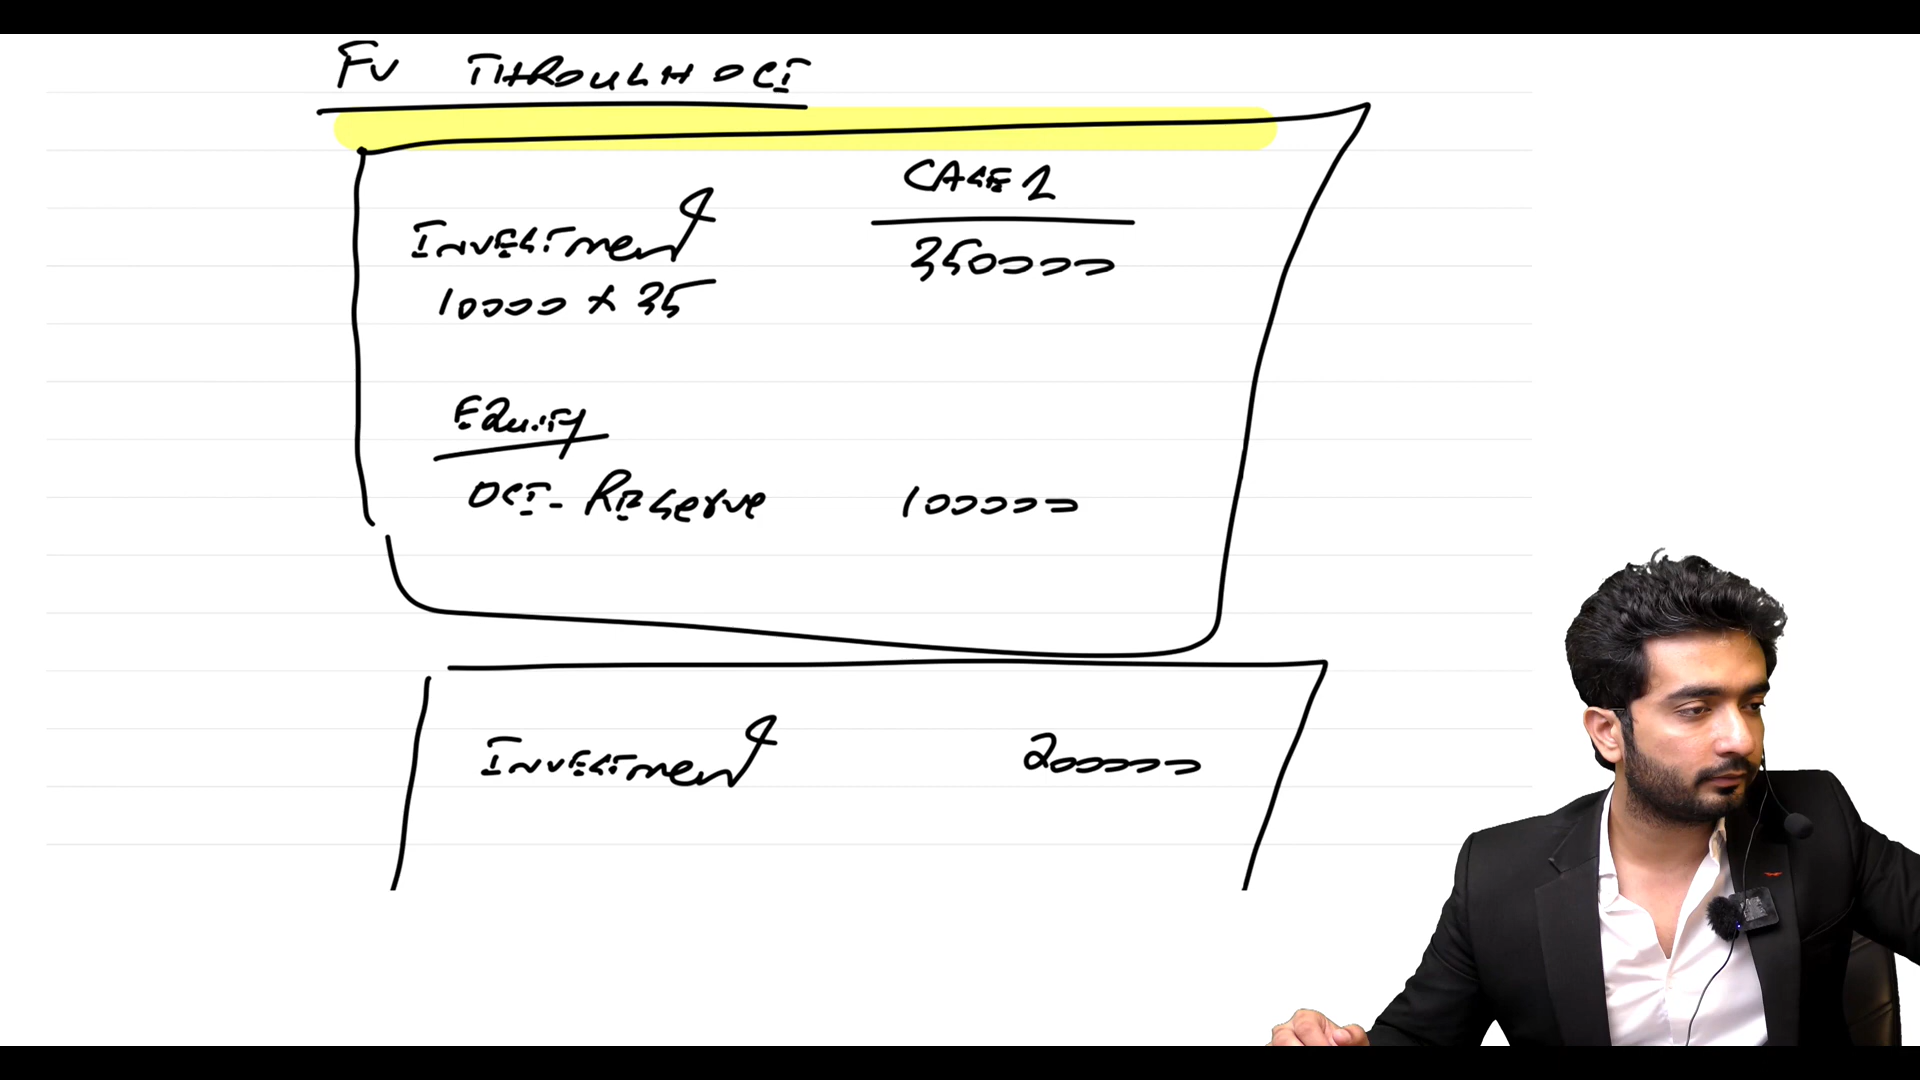 FV THROUGH OCI
CASE 1
Investment 350000
10000 x 35
Equity
OCI - Reserve 100000
Investment 200000